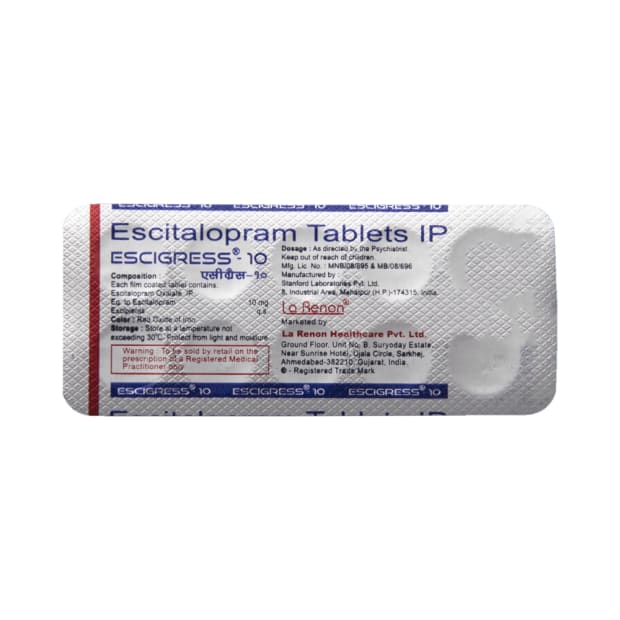 ESCIGRESS® 10 ESCIGRESS® 10 ESCIGRESS® 10
Escitalopram Tablets IP
ESCIGRESS® 10
एसीग्रैस-१०
Composition :
Each film coated tablet contains:
Escitalopram Oxalate IP
Eq. to Escitalopram 10 mg
Excipients q.s
Color : Red Oxide of Iron
Storage : Store at a temperature not
exceeding 30°C. Protect from light and moisture
Warning : To be sold by retail on the
prescription of a Registered Medical
Practitioner only
Dosage : As directed by the Psychiatrist
Keep out of reach of children
Mfg. Lic. No. : MNB/08/895 & MB/08/896
Manufactured by :
Stanford Laboratories Pvt. Ltd.
8, Industrial Area, Mehatpur (H.P.)-174315, India.
La Renon®
Marketed by
La Renon Healthcare Pvt. Ltd.
Ground Floor, Unit No. B, Suryoday Estate,
Near Sunrise Hotel, Ojala Circle, Sarkhej,
Ahmedabad-382210, Gujarat, India.
® - Registered Trade Mark
ESCIGRESS® 10 ESCIGRESS® 10 ESCIGRESS® 10
Escitalopram Tablets IP